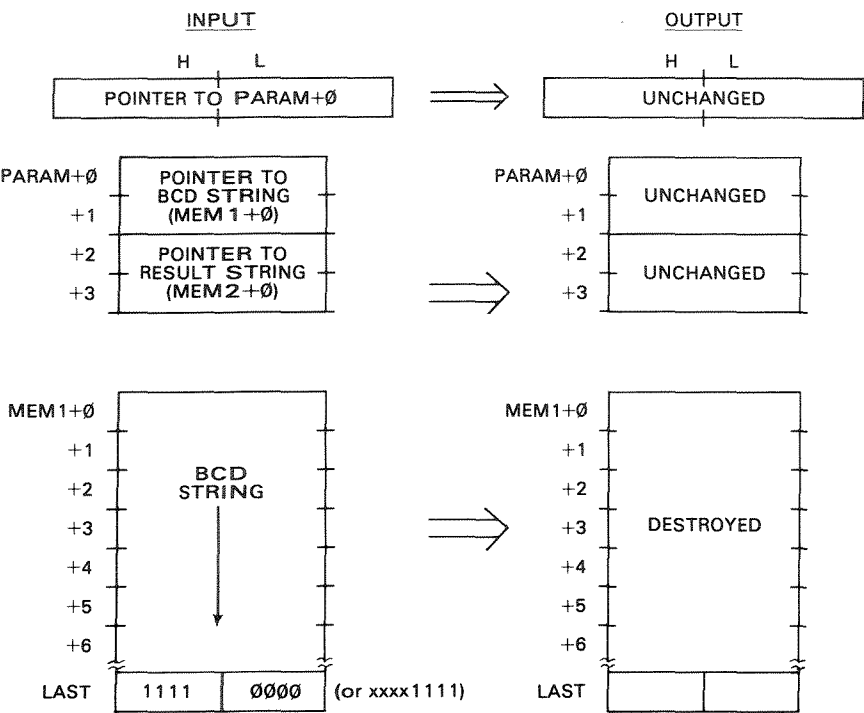 INPUT OUTPUT
H L H L
POINTER TO PARAM+Ø UNCHANGED
PARAM+Ø POINTER TO PARAM+Ø
BCD STRING UNCHANGED
+1 (MEM1+Ø) +1
+2 POINTER TO +2
RESULT STRING UNCHANGED
+3 (MEM2+Ø) +3
MEM1+Ø MEM1+Ø
+1 +1
BCD
+2 STRING +2
+3 +3 DESTROYED
+4 +4
+5 +5
+6 +6
LAST 1111 ØØØØ (or xxxx1111) LAST